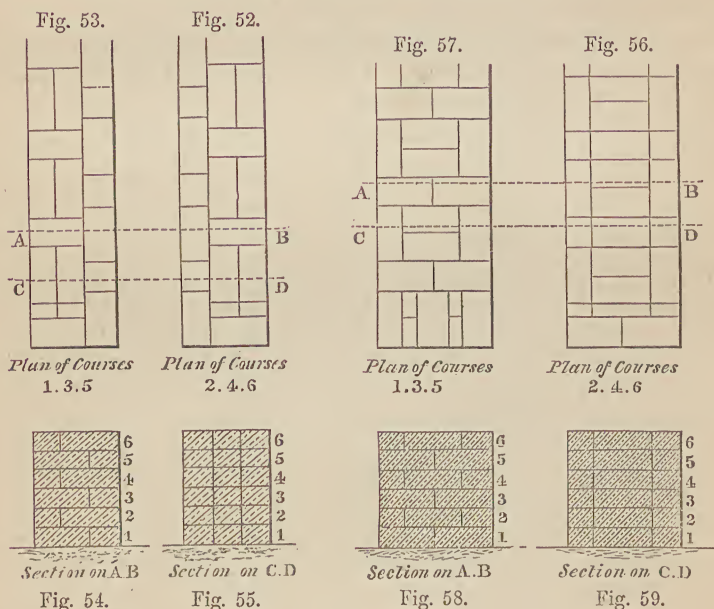 Fig. 53. Fig. 52.
Fig. 57. Fig. 56.
A B
C D
A B
C D
Plan of Courses
1.3.5
Plan of Courses
2.4.6
Plan of Courses
1.3.5
Plan of Courses
2.4.6
6
5
4
3
2
1
6
5
4
3
2
1
6
5
4
3
2
1
6
5
4
3
2
1
Section on A.B
Section on C.D
Section on A.B
Section on C.D
Fig. 54. Fig. 55. Fig. 58. Fig. 59.